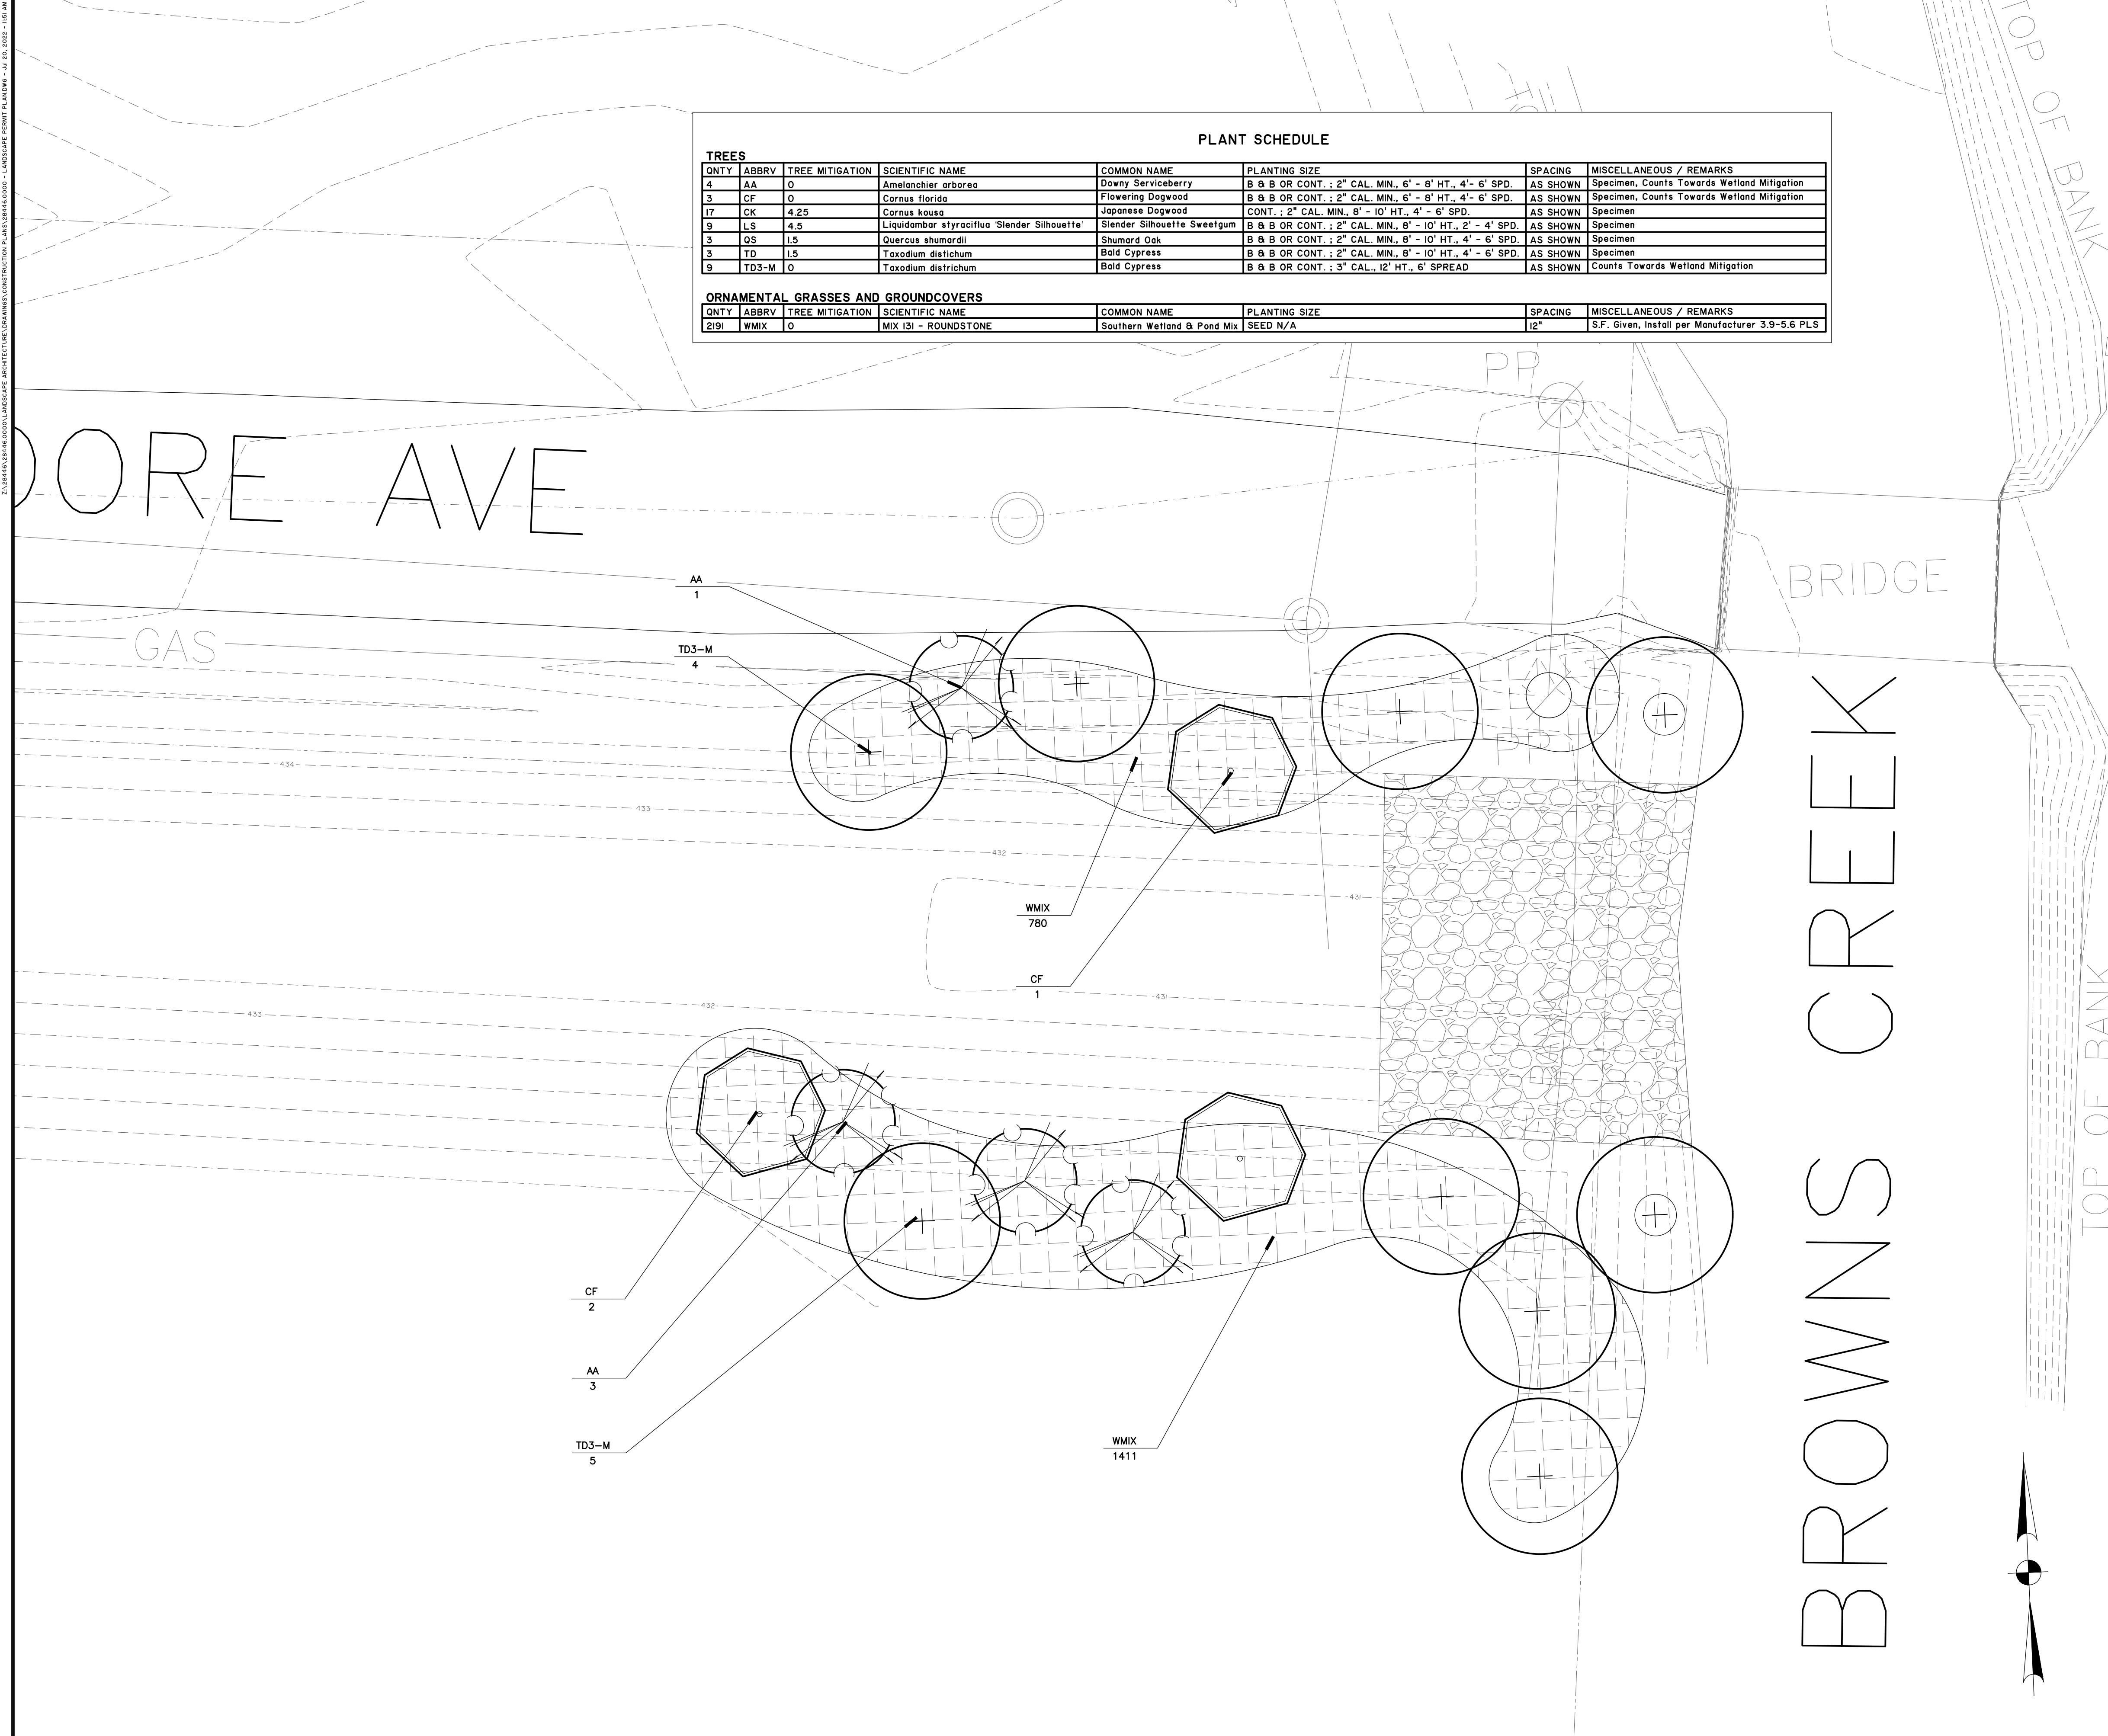 Z:\28446\28446.0000\LANDSCAPE ARCHITECTURE\DRAWINGS\CONSTRUCTION PLANS\28446.0000 - LANDSCAPE PERMIT PLAN.DWG - Jul 20, 2022 - 11:51 AM
TOP OF BANK
PLANT SCHEDULE
TREES
QNTY ABBRV TREE MITIGATION SCIENTIFIC NAME COMMON NAME PLANTING SIZE SPACING MISCELLANEOUS / REMARKS
4 AA 0 Amelanchier arborea Downy Serviceberry B & B OR CONT. ; 2" CAL. MIN., 6' - 8' HT., 4'- 6' SPD. AS SHOWN Specimen, Counts Towards Wetland Mitigation
3 CF 0 Cornus florida Flowering Dogwood B & B OR CONT. ; 2" CAL. MIN., 6' - 8' HT., 4'- 6' SPD. AS SHOWN Specimen, Counts Towards Wetland Mitigation
17 CK 4.25 Cornus kousa Japanese Dogwood CONT. ; 2" CAL. MIN., 8' - 10' HT., 4' - 6' SPD. AS SHOWN Specimen
9 LS 4.5 Liquidambar styraciflua 'Slender Silhouette' Slender Silhouette Sweetgum B & B OR CONT. ; 2" CAL. MIN., 8' - 10' HT., 2' - 4' SPD. AS SHOWN Specimen
3 QS 1.5 Quercus shumardii Shumard Oak B & B OR CONT. ; 2" CAL. MIN., 8' - 10' HT., 4' - 6' SPD. AS SHOWN Specimen
3 TD 1.5 Taxodium distichum Bald Cypress B & B OR CONT. ; 2" CAL. MIN., 8' - 10' HT., 4' - 6' SPD. AS SHOWN Specimen
9 TD3-M 0 Taxodium districhum Bald Cypress B & B OR CONT. ; 3" CAL., 12' HT., 6' SPREAD AS SHOWN Counts Towards Wetland Mitigation
ORNAMENTAL GRASSES AND GROUNDCOVERS
QNTY ABBRV TREE MITIGATION SCIENTIFIC NAME COMMON NAME PLANTING SIZE SPACING MISCELLANEOUS / REMARKS
2191 WMIX 0 MIX 131 - ROUNDSTONE Southern Wetland & Pond Mix SEED N/A 12" S.F. Given, Install per Manufacturer 3.9-5.6 PLS
PP
OORE AVE
BRIDGE
AA
1
GAS
TD3-M
4
PP
434
433
432
431
WMIX
780
CF
1
431
432
433
BROWNS CREEK
TOP OF BANK
CF
2
AA
3
TD3-M
5
WMIX
1411